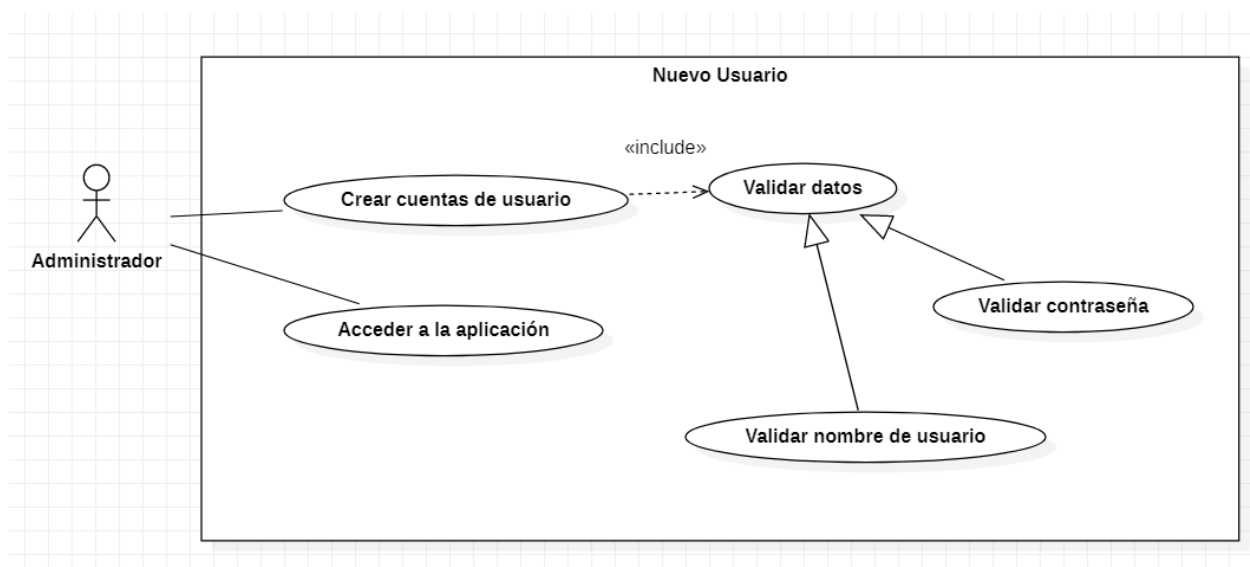 Nuevo Usuario
«include»
Crear cuentas de usuario
Validar datos
Administrador
Acceder a la aplicación
Validar contraseña
Validar nombre de usuario